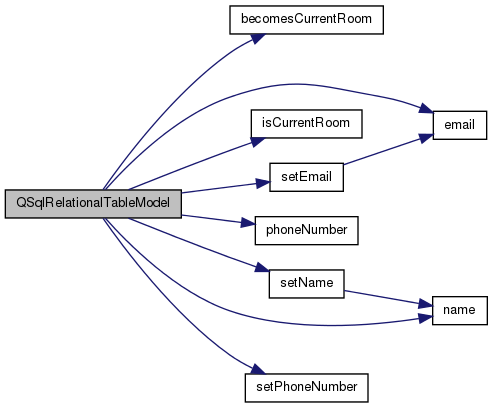 becomesCurrentRoom
email
isCurrentRoom
setEmail
QSqlRelationalTableModel
phoneNumber
setName
name
setPhoneNumber